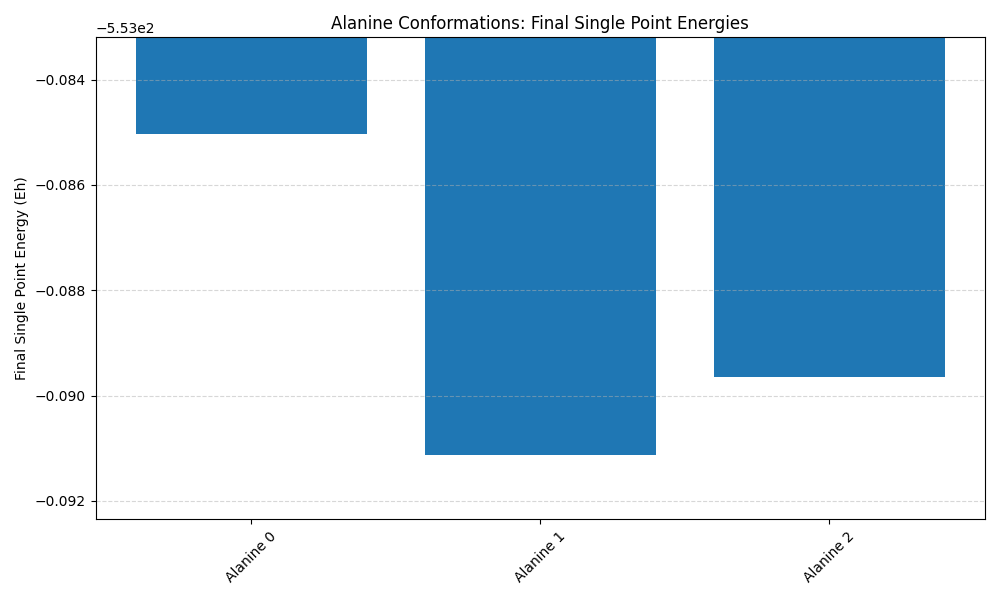 Alanine Conformations: Final Single Point Energies
−5.53e2
−0.084
−0.086
−0.088
−0.090
−0.092
Final Single Point Energy (Eh)
Alanine 0
Alanine 1
Alanine 2